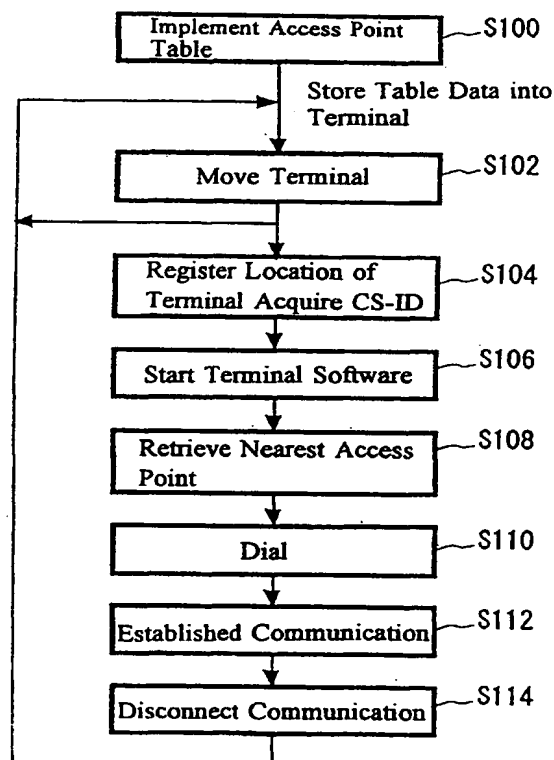 Implement Access Point
Table
S100
Store Table Data into
Terminal
Move Terminal
S102
Register Location of
Terminal Acquire CS-ID
S104
Start Terminal Software
S106
Retrieve Nearest Access
Point
S108
Dial
S110
Established Communication
S112
Disconnect Communication
S114